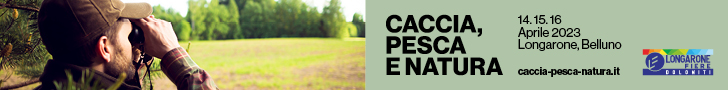 CACCIA,
PESCA
E NATURA
14.15.16
Aprile 2023
Longarone, Belluno
caccia-pesca-natura.it
LONGARONE
FIERE
DOLOMITI